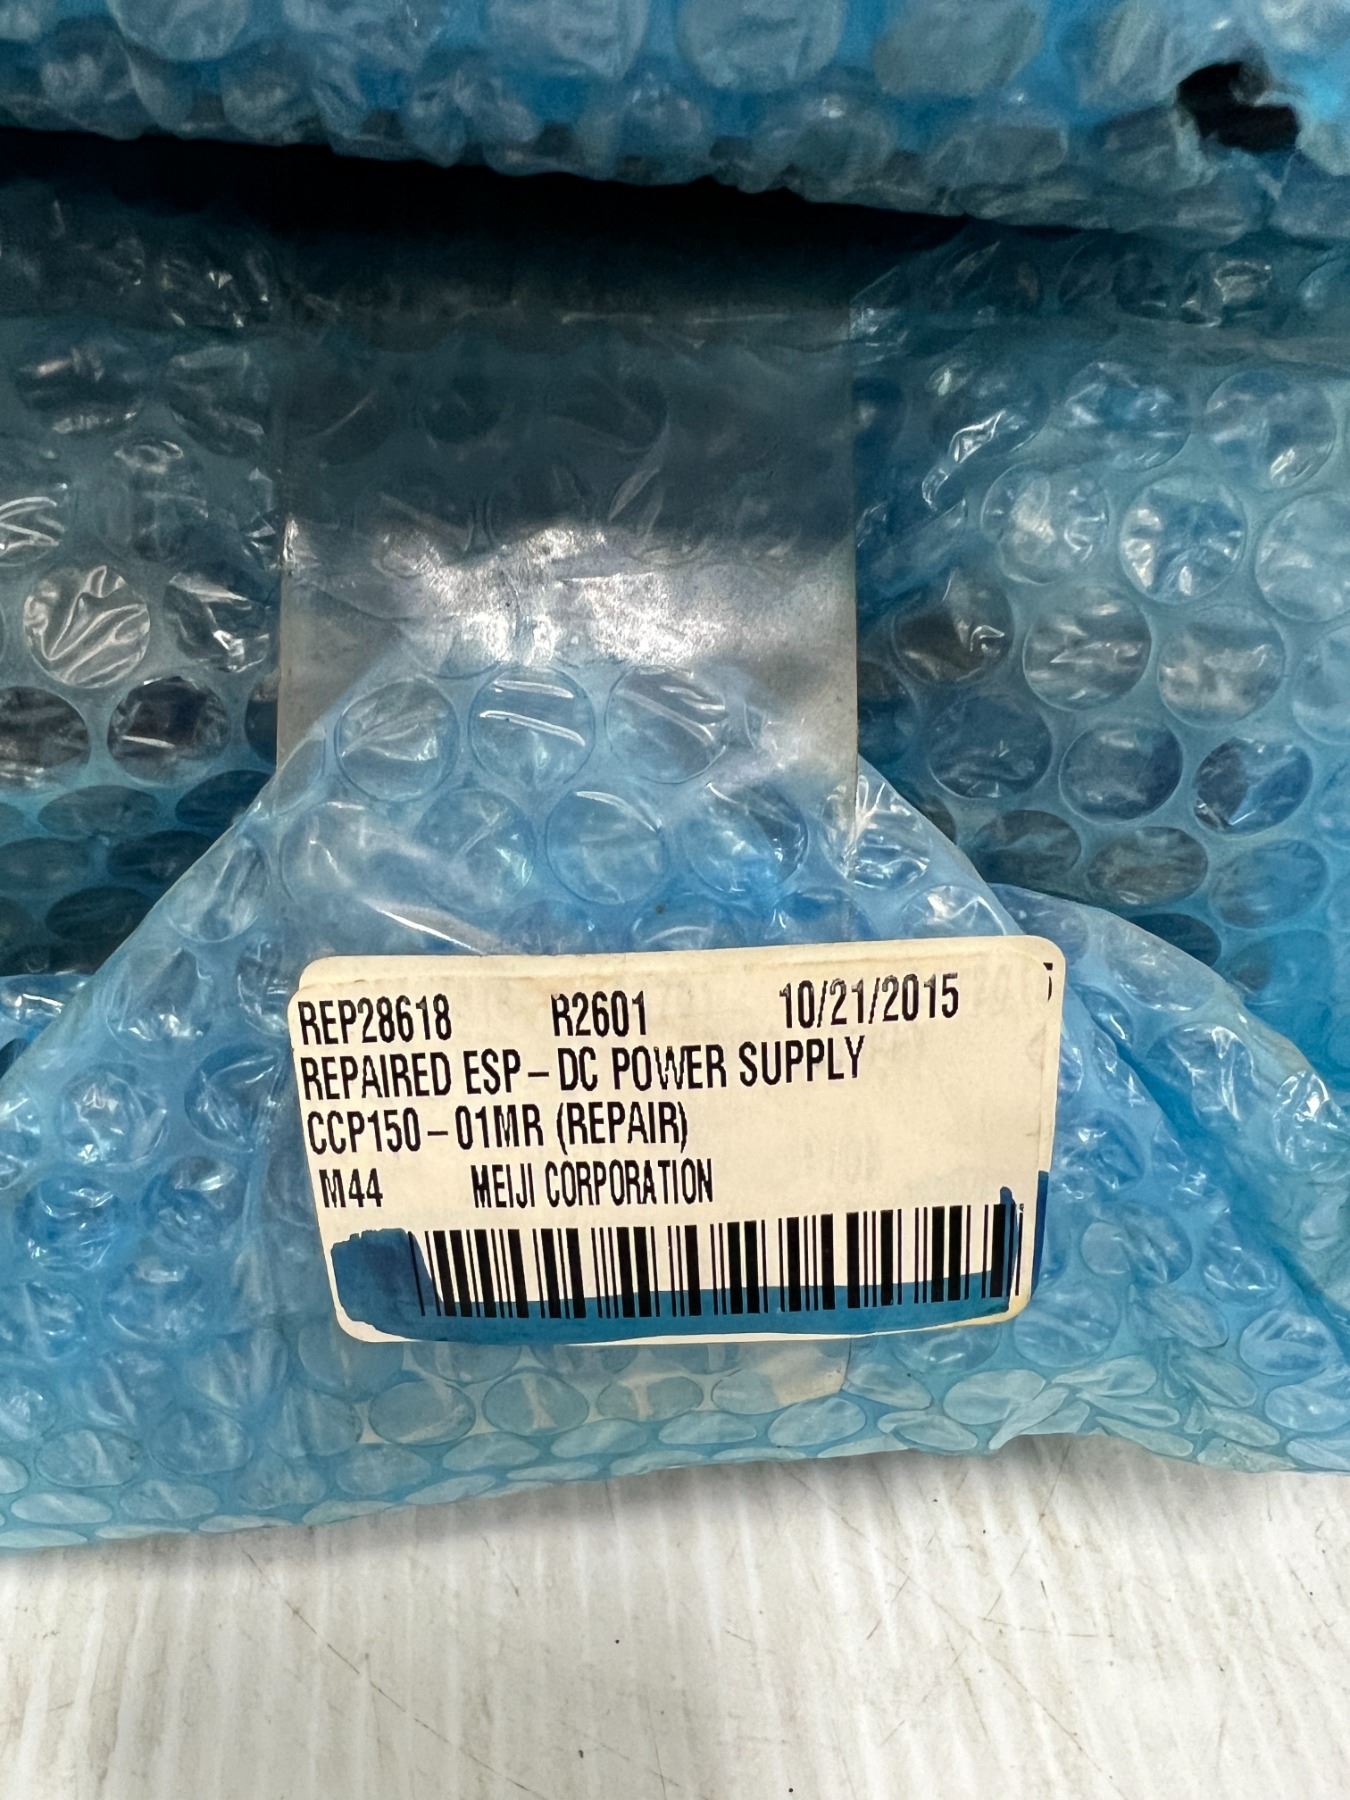 REP28618 R2601 10/21/2015
REPAIRED ESP-DC POWER SUPPLY
CCP150-01MR (REPAIR)
M44 MEIJI CORPORATION